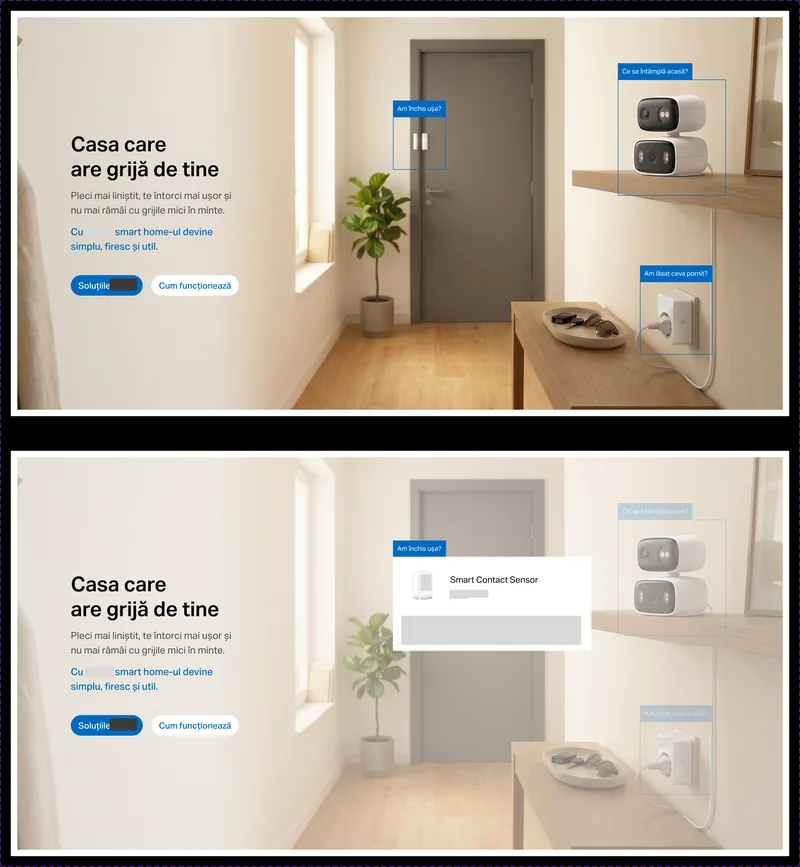 Ce se întâmplă acasă?
Am închis ușa?
Casa care
are grijă de tine
Pleci mai liniștit, te întorci mai ușor și
nu mai rămâi cu grijile mici în minte.
Cu smart home-ul devine
simplu, firesc și util.
Am lăsat ceva pornit?
Soluțiile
Cum funcționează
Ce se întâmplă acasă?
Am închis ușa?
Smart Contact Sensor
Casa care
are grijă de tine
Pleci mai liniștit, te întorci mai ușor și
nu mai rămâi cu grijile mici în minte.
Cu smart home-ul devine
simplu, firesc și util.
Am lăsat ceva pornit?
Soluțiile
Cum funcționează